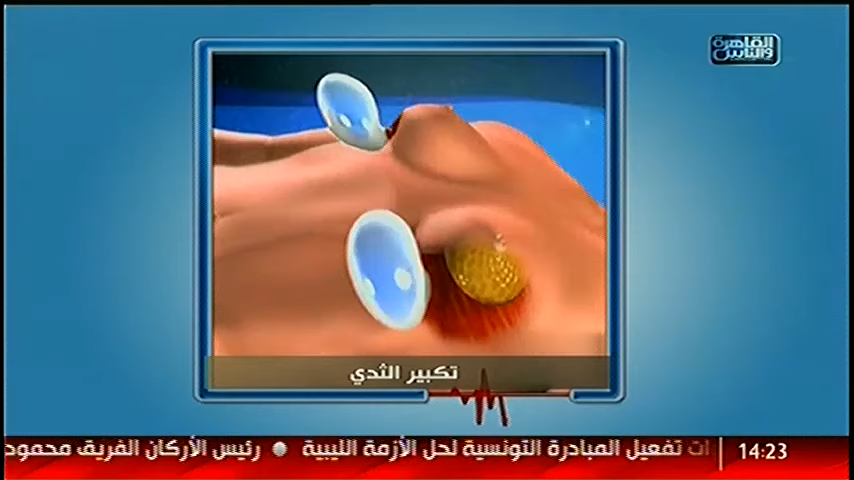 القاهرة
والناس
تكبير الثدي
ات تفعيل المبادرة التونسية لحل الأزمة الليبية ● رئيس الأركان الفريق محمود
14:23